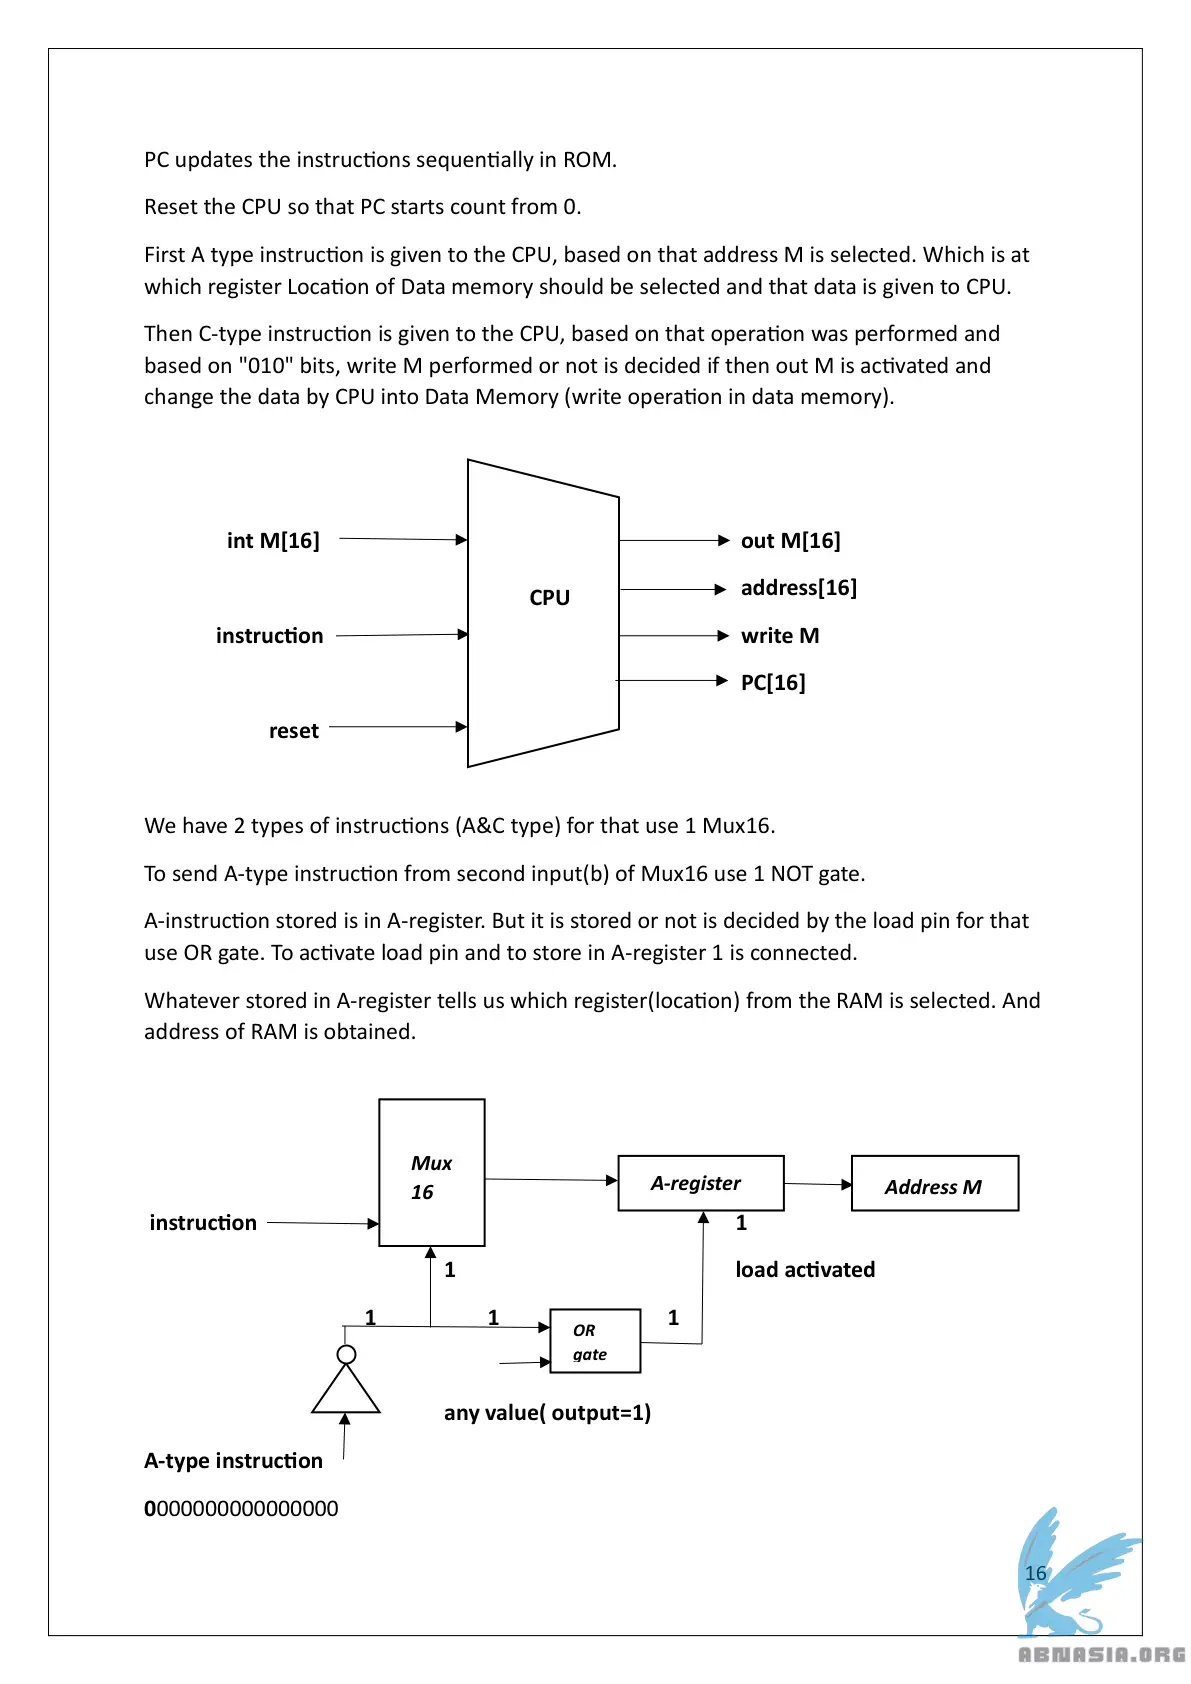 PC updates the instructions sequentially in ROM.
Reset the CPU so that PC starts count from 0.
First A type instruction is given to the CPU, based on that address M is selected. Which is at
which register Location of Data memory should be selected and that data is given to CPU.
Then C-type instruction is given to the CPU, based on that operation was performed and
based on "010" bits, write M performed or not is decided if then out M is activated and
change the data by CPU into Data Memory (write operation in data memory).
int M[16]
out M[16]
address[16]
CPU
instruction
write M
PC[16]
reset
We have 2 types of instructions (A&C type) for that use 1 Mux16.
To send A-type instruction from second input(b) of Mux16 use 1 NOT gate.
A-instruction stored is in A-register. But it is stored or not is decided by the load pin for that
use OR gate. To activate load pin and to store in A-register 1 is connected.
Whatever stored in A-register tells us which register(location) from the RAM is selected. And
address of RAM is obtained.
Mux
16
A-register
Address M
instruction
1
1
load activated
1
1
1
OR
gate
any value( output=1)
A-type instruction
0000000000000000
16
ABNASIA.ORG